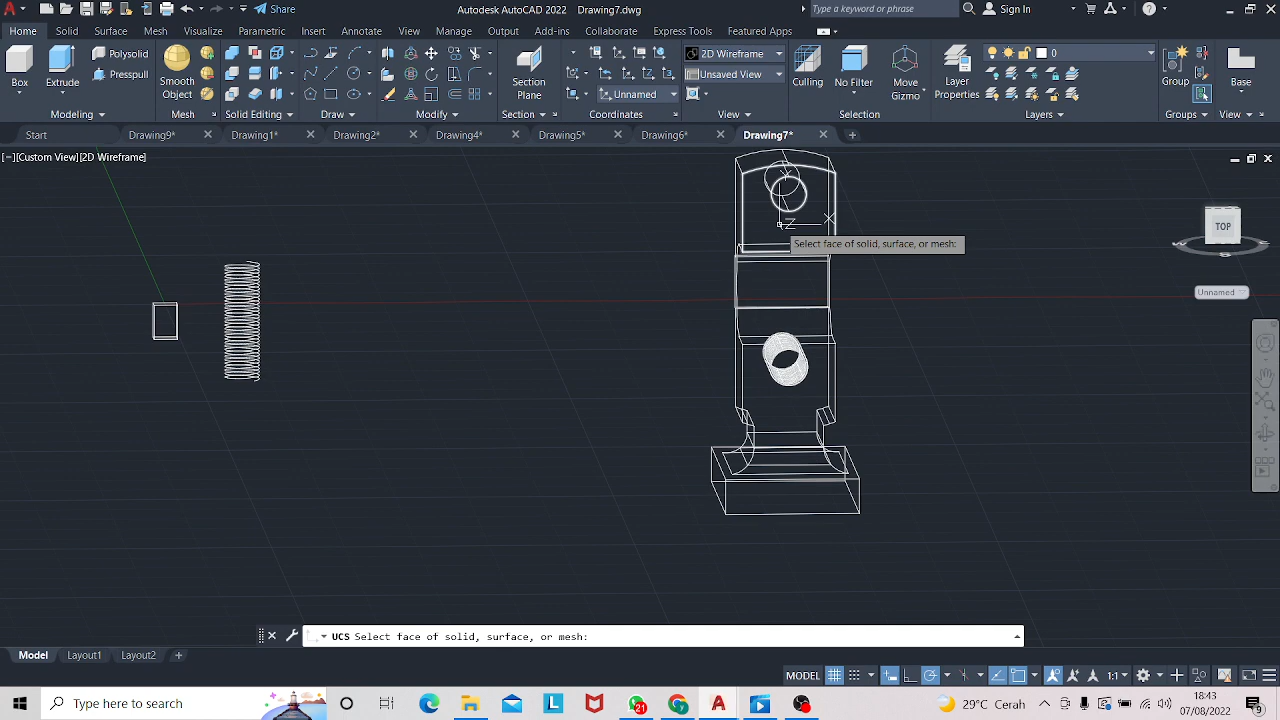 A Share Autodesk AutoCAD 2022 Drawing7.dwg Type a keyword or phrase Sign In
Home Solid Surface Mesh Visualize Parametric Insert Annotate View Manage Output Add-ins Collaborate Express Tools Featured Apps
Polysolid
Presspull
Box Extrude Smooth Object Section Plane
2D Wireframe
Unsaved View
Unnamed
Culling No Filter Move Gizmo Layer Properties 0 Group Base
Modeling Mesh Solid Editing Draw Modify Section Coordinates View Selection Layers Groups View
Start Drawing9* Drawing1* Drawing2* Drawing4* Drawing5* Drawing6* Drawing7*
[−][Custom View][2D Wireframe]
Y
Z X
TOP
Select face of solid, surface, or mesh:
Unnamed
UCS Select face of solid, surface, or mesh:
Model Layout1 Layout2
MODEL 1:1
Type here to search L 21 A 29°C Cerah 18:43
07/08/2022